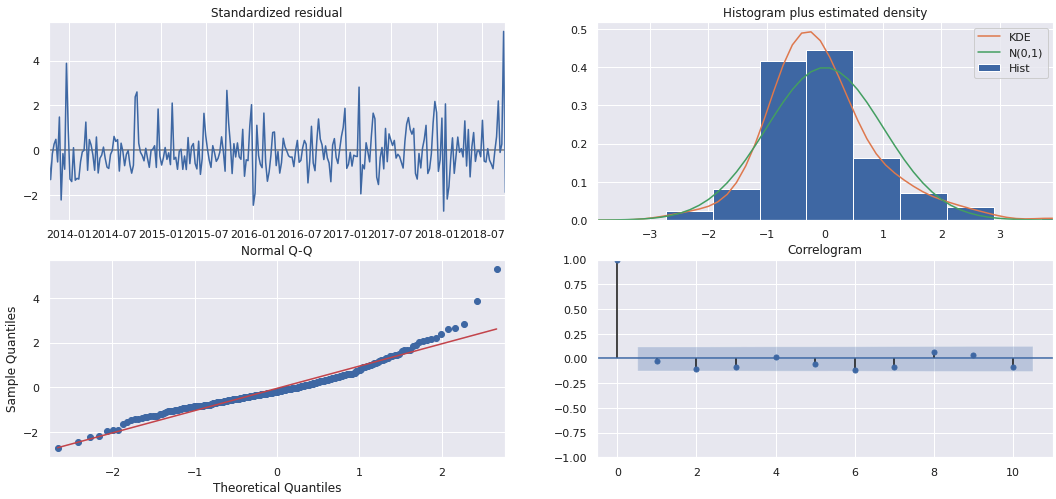 Standardized residual
4
2
0
−2
2014-01 2014-07 2015-01 2015-07 2016-01 2016-07 2017-01 2017-07 2018-01 2018-07
Histogram plus estimated density
KDE
N(0,1)
Hist
0.5
0.4
0.3
0.2
0.1
0.0
−3 −2 −1 0 1 2 3
Normal Q-Q
Sample Quantiles
4
2
0
−2
−2 −1 0 1 2
Theoretical Quantiles
Correlogram
1.00
0.75
0.50
0.25
0.00
−0.25
−0.50
−0.75
−1.00
0 2 4 6 8 10